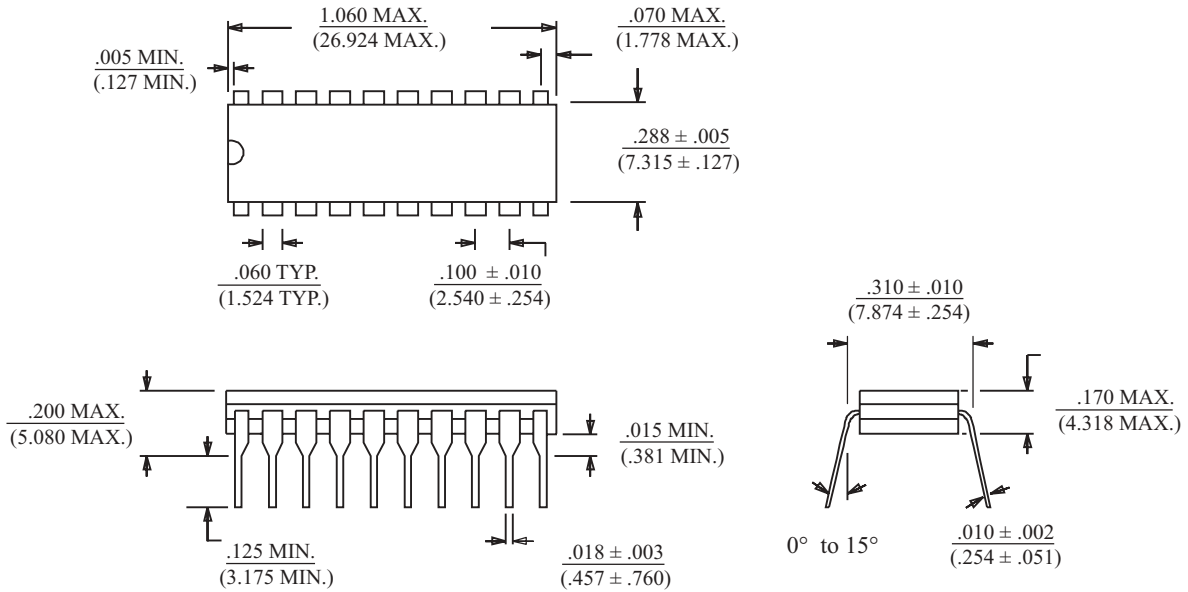 1.060 MAX.
(26.924 MAX.)
.070 MAX.
(1.778 MAX.)
.005 MIN.
(.127 MIN.)
.288 ± .005
(7.315 ± .127)
.060 TYP.
(1.524 TYP.)
.100 ± .010
(2.540 ± .254)
.310 ± .010
(7.874 ± .254)
.200 MAX.
(5.080 MAX.)
.015 MIN.
(.381 MIN.)
.170 MAX.
(4.318 MAX.)
.125 MIN.
(3.175 MIN.)
.018 ± .003
(.457 ± .760)
0° to 15°
.010 ± .002
(.254 ± .051)